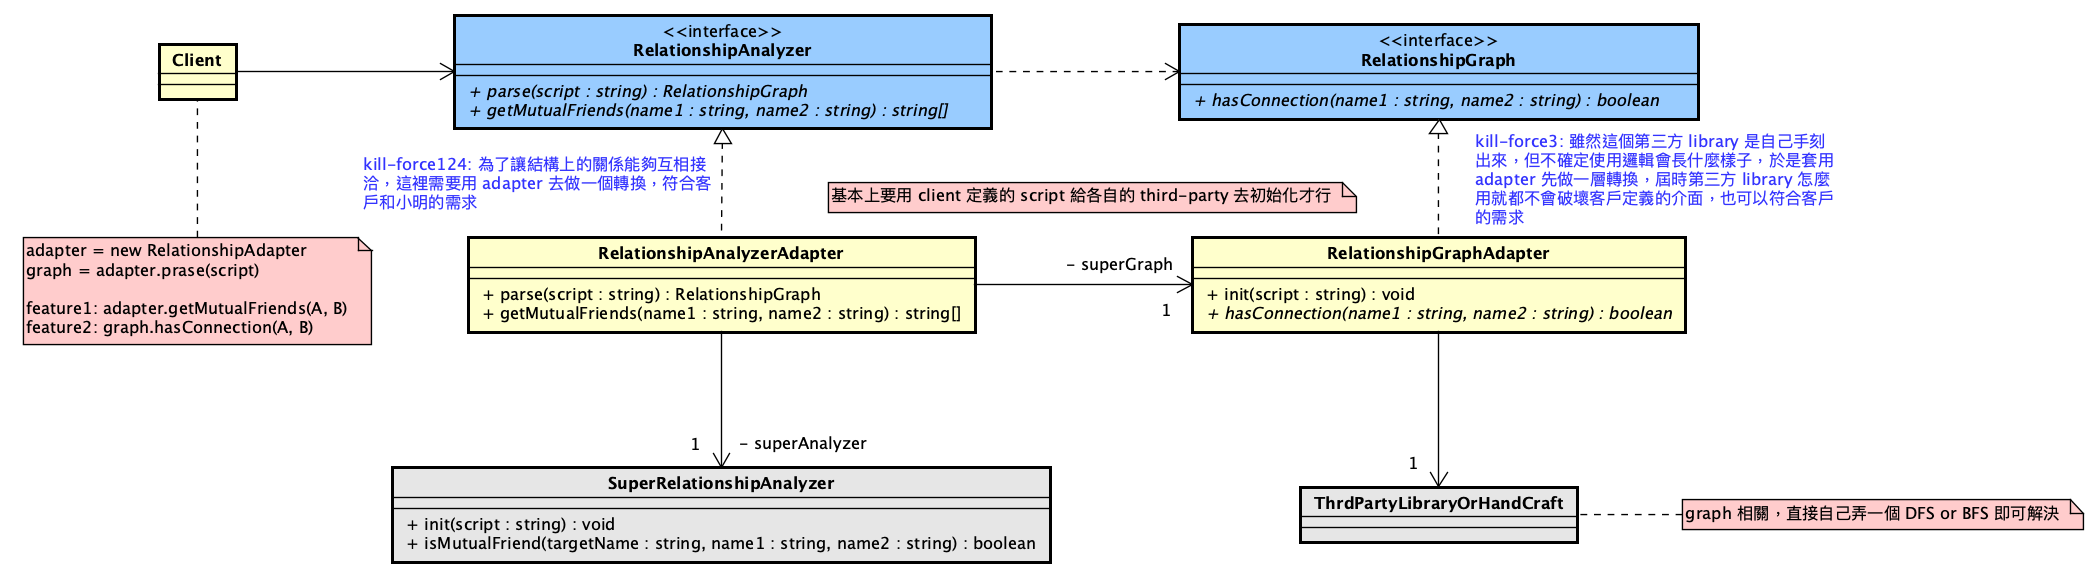 Client
<<interface>>
RelationshipAnalyzer
+ parse(script : string) : RelationshipGraph
+ getMutualFriends(name1 : string, name2 : string) : string[]
<<interface>>
RelationshipGraph
+ hasConnection(name1 : string, name2 : string) : boolean
kill-force124: 為了讓結構上的關係能夠互相接
洽，這裡需要用 adapter 去做一個轉換，符合客
戶和小明的需求
基本上要用 client 定義的 script 給各自的 third-party 去初始化才行
kill-force3: 雖然這個第三方 library 是自己手刻
出來，但不確定使用邏輯會長什麼樣子，於是套用
adapter 先做一層轉換，屆時第三方 library 怎麼
用就都不會破壞客戶定義的介面，也可以符合客戶
的需求
adapter = new RelationshipAdapter
graph = adapter.prase(script)
feature1: adapter.getMutualFriends(A, B)
feature2: graph.hasConnection(A, B)
RelationshipAnalyzerAdapter
+ parse(script : string) : RelationshipGraph
+ getMutualFriends(name1 : string, name2 : string) : string[]
- superGraph
1
RelationshipGraphAdapter
+ init(script : string) : void
+ hasConnection(name1 : string, name2 : string) : boolean
1
- superAnalyzer
SuperRelationshipAnalyzer
+ init(script : string) : void
+ isMutualFriend(targetName : string, name1 : string, name2 : string) : boolean
1
ThrdPartyLibraryOrHandCraft
graph 相關，直接自己弄一個 DFS or BFS 即可解決